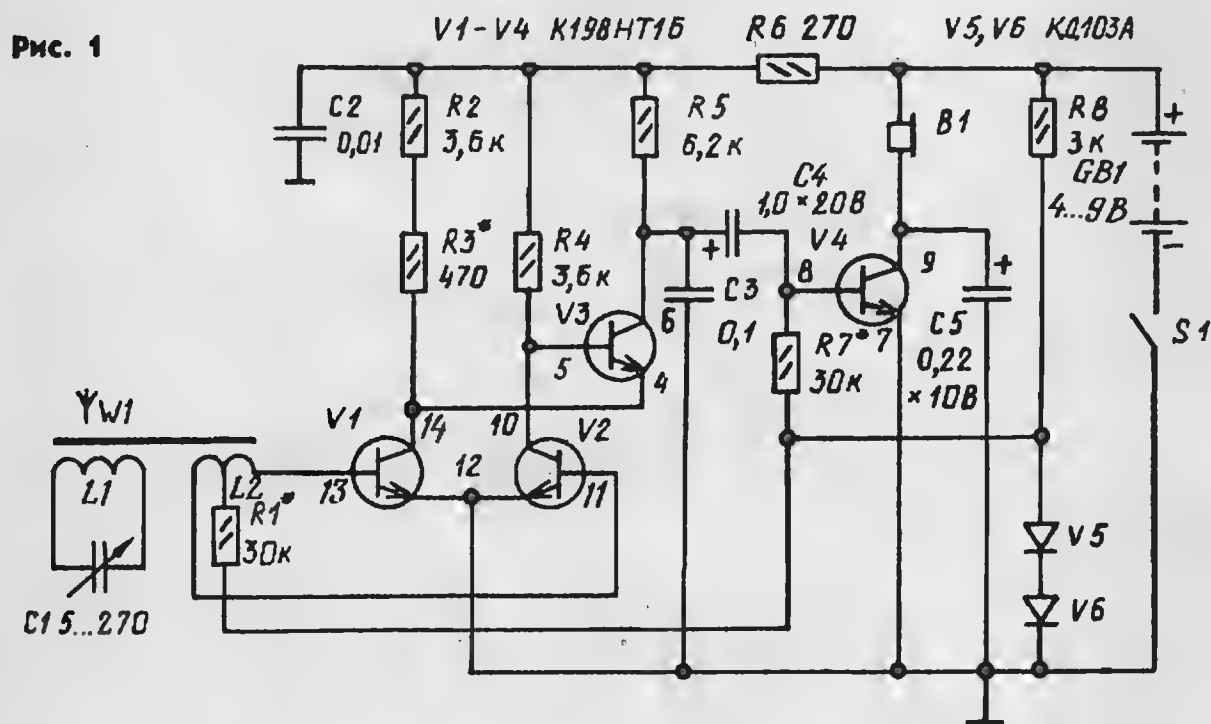 Рис. 1
V1-V4 К198НТ1Б
R6 270
V5, V6 КД103А
C2
0,01
R2
3,6к
R5
6,2к
B1
R8
3к
+
GB1
4...9В
−
C4
1,0 × 20В
+
R3*
470
R4
3,6к
V3
5
6
4
C3
0,1
V4
8
9
7
R7*
30к
+
C5
0,22
× 10В
S1
W1
V1
14
10
V2
12
13
11
L1
L2
R1*
30к
C1 5...270
V5
V6